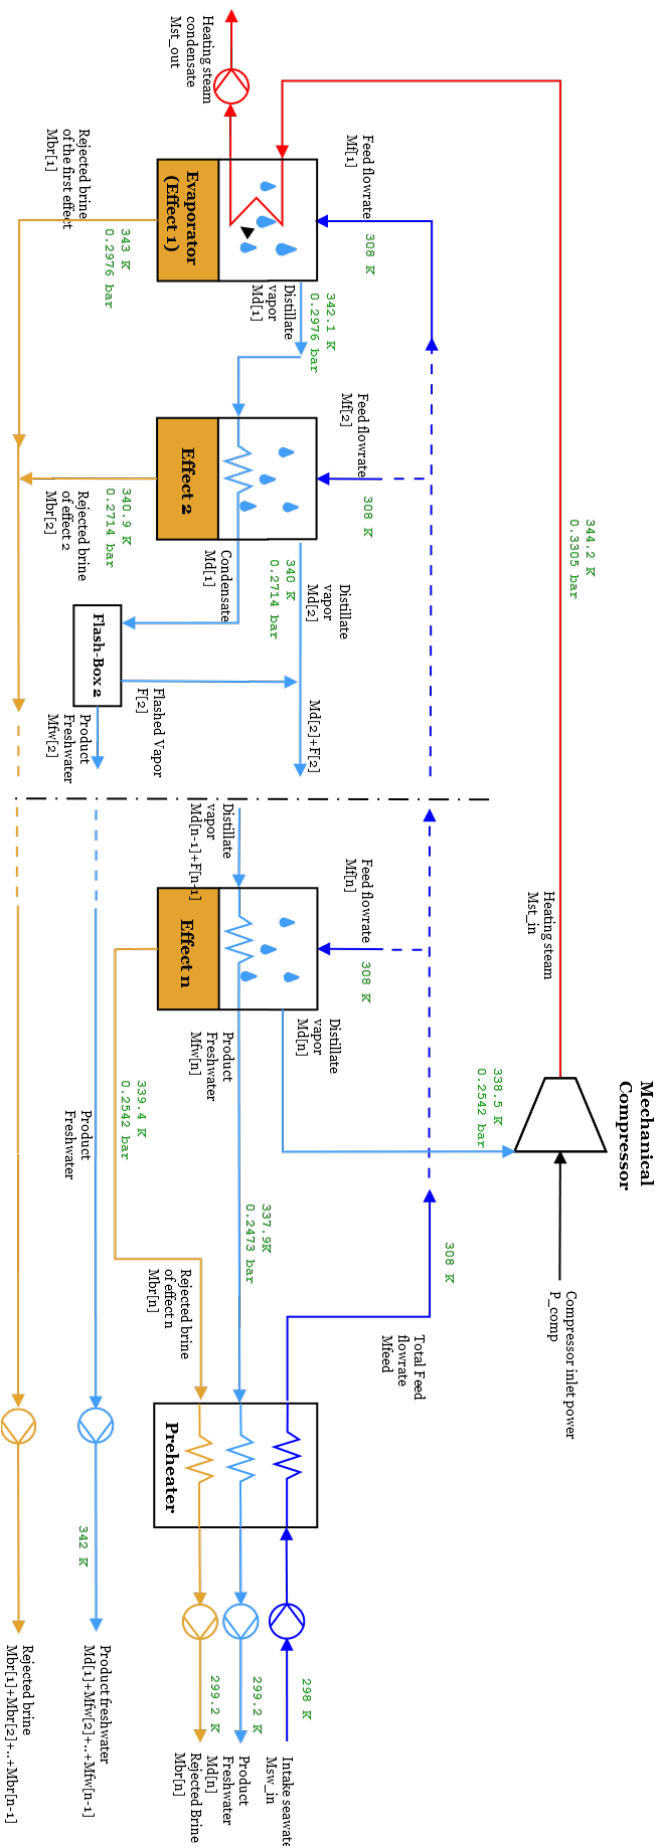 Mechanical
Compressor
Compressor inlet power
P_comp
Heating steam
Mst_in
344.2 K
0.3305 bar
338.5 K
0.2542 bar
Heating steam
condensate
Mst_out
Feed flowrate
Mf[1]
308 K
Evaporator
(Effect 1)
Rejected brine
of the first effect
Mbr[1]
343 K
0.2976 bar
Distillate
vapor
Md[1]
342.1 K
0.2976 bar
Feed flowrate
Mf[2]
308 K
Effect 2
340.9 K
0.2714 bar
Rejected brine
of effect 2
Mbr[2]
Condensate
Md[1]
340 K
0.2714 bar
Distillate
vapor
Md[2]
Flash-Box 2
Flashed Vapor
F[2]
Md[2]+F[2]
Product
Freshwater
Mfw[2]
Distillate
vapor
Md[n-1]+F[n-1]
Feed flowrate
Mf[n]
308 K
Effect n
Distillate
vapor
Md[n]
Product
Freshwater
Mfw[n]
339.4 K
0.2542 bar
Product
Freshwater
337.9K
0.2473 bar
308 K
Rejected brine
of effect n
Mbr[n]
Total Feed
flowrate
Mfeed
Preheater
342 K
298 K
299.2 K
299.2 K
Intake seawate
Msw_in
Product
Freshwater
Md[n]
Rejected Brine
Mbr[n]
Product freshwater
Md[1]+Mfw[2]+..+Mfw[n-1]
Rejected brine
Mbr[1]+Mbr[2]+..+Mbr[n-1]